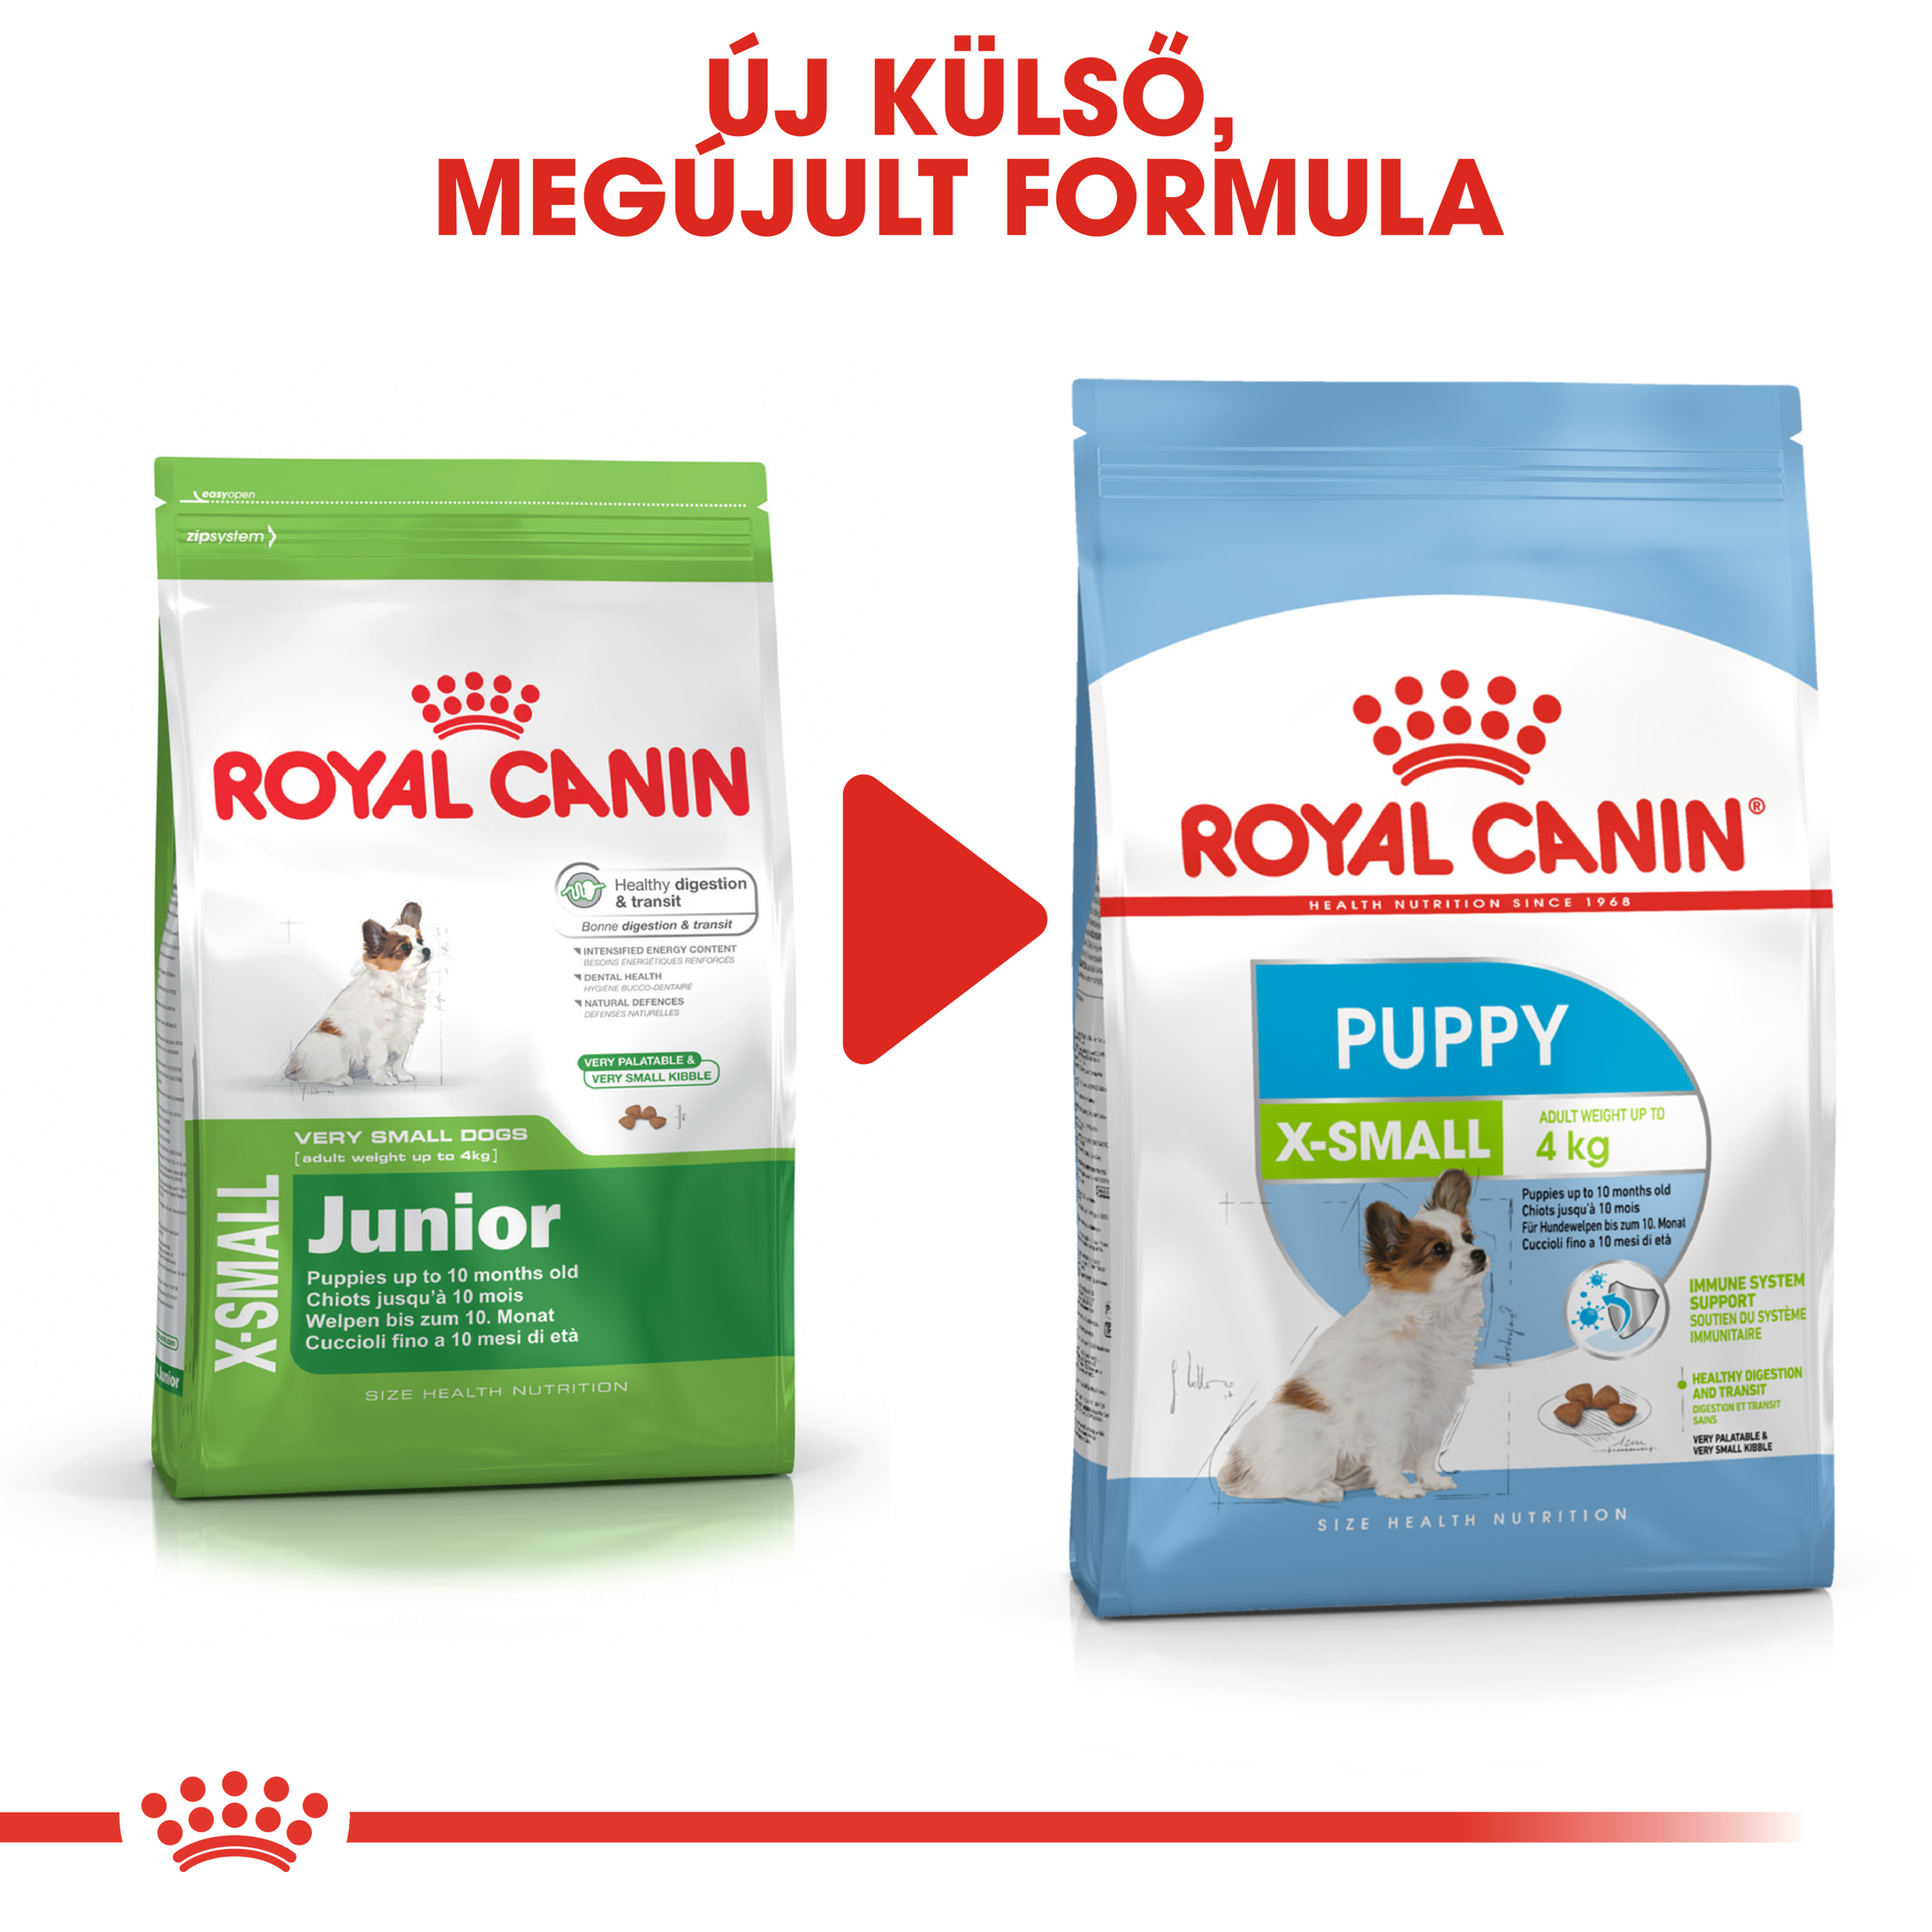 ÚJ KÜLSŐ,
MEGÚJULT FORMULA
easyopen
zipsystem
ROYAL CANIN
Healthy digestion
& transit
Bonne digestion & transit
INTENSIFIED ENERGY CONTENT
BESOINS ÉNERGÉTIQUES RENFORCÉS
DENTAL HEALTH
HYGIÈNE BUCCO-DENTAIRE
NATURAL DEFENCES
DÉFENSES NATURELLES
VERY PALATABLE &
VERY SMALL KIBBLE
VERY SMALL DOGS
[adult weight up to 4kg]
X-SMALL
Junior
Puppies up to 10 months old
Chiots jusqu'à 10 mois
Welpen bis zum 10. Monat
Cuccioli fino a 10 mesi di età
SIZE HEALTH NUTRITION
Junior
ROYAL CANIN®
HEALTH NUTRITION SINCE 1968
PUPPY
X-SMALL
ADULT WEIGHT UP TO
4 kg
Puppies up to 10 months old
Chiots jusqu'à 10 mois
Für Hundewelpen bis zum 10. Monat
Cuccioli fino a 10 mesi di età
IMMUNE SYSTEM
SUPPORT
SOUTIEN DU SYSTÈME
IMMUNITAIRE
HEALTHY DIGESTION
AND TRANSIT
DIGESTION ET TRANSIT
SAINS
VERY PALATABLE &
VERY SMALL KIBBLE
1cm
SIZE HEALTH NUTRITION